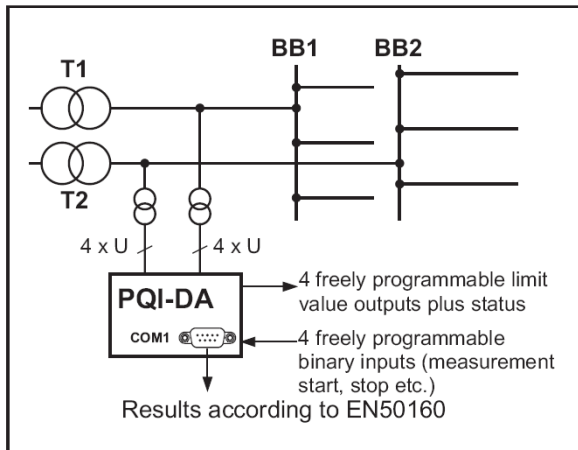 BB1 BB2
T1
T2
4 x U 4 x U
PQI-DA
COM1
4 freely programmable limit
value outputs plus status
4 freely programmable
binary inputs (measurement
start, stop etc.)
Results according to EN50160